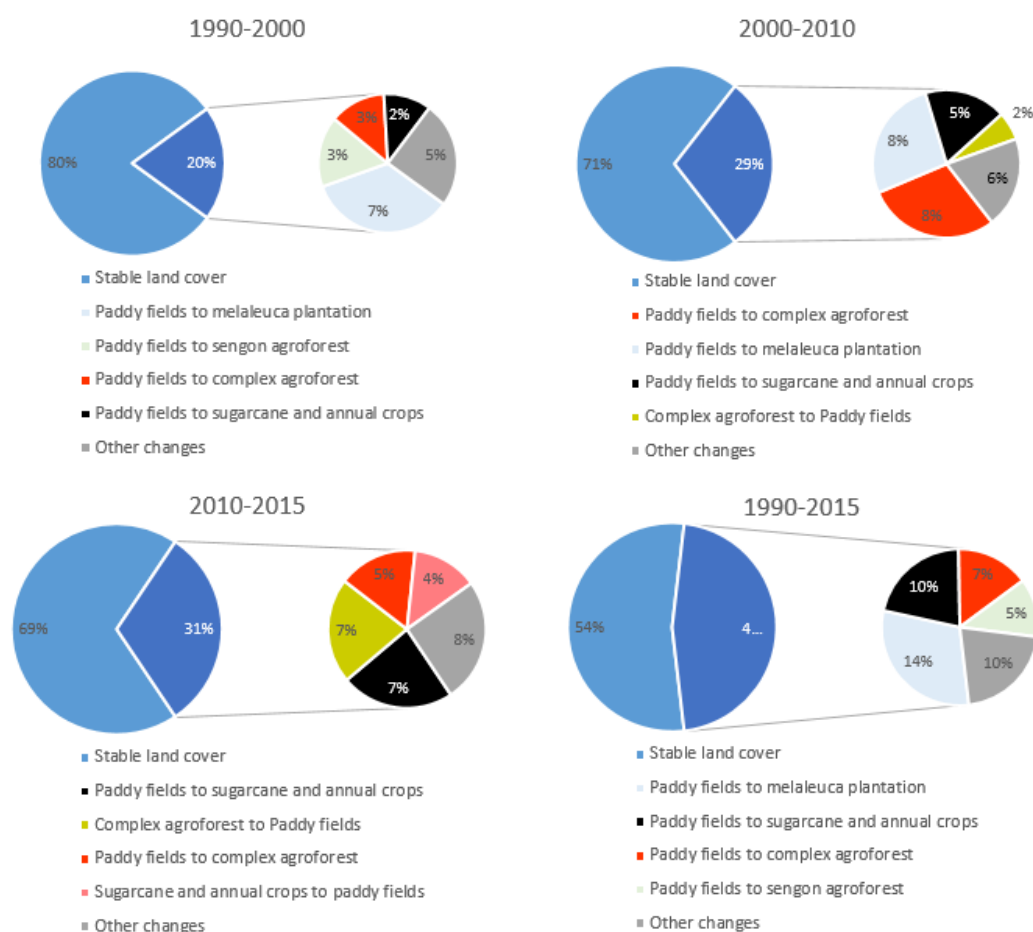 1990-2000
80%
20%
3%
2%
3%
5%
7%
Stable land cover
Paddy fields to melaleuca plantation
Paddy fields to sengon agroforest
Paddy fields to complex agroforest
Paddy fields to sugarcane and annual crops
Other changes
2000-2010
71%
29%
8%
5%
2%
6%
8%
Stable land cover
Paddy fields to complex agroforest
Paddy fields to melaleuca plantation
Paddy fields to sugarcane and annual crops
Complex agroforest to Paddy fields
Other changes
2010-2015
69%
31%
5%
4%
7%
8%
7%
Stable land cover
Paddy fields to sugarcane and annual crops
Complex agroforest to Paddy fields
Paddy fields to complex agroforest
Sugarcane and annual crops to paddy fields
Other changes
1990-2015
54%
4...
10%
7%
5%
14%
10%
Stable land cover
Paddy fields to melaleuca plantation
Paddy fields to sugarcane and annual crops
Paddy fields to complex agroforest
Paddy fields to sengon agroforest
Other changes